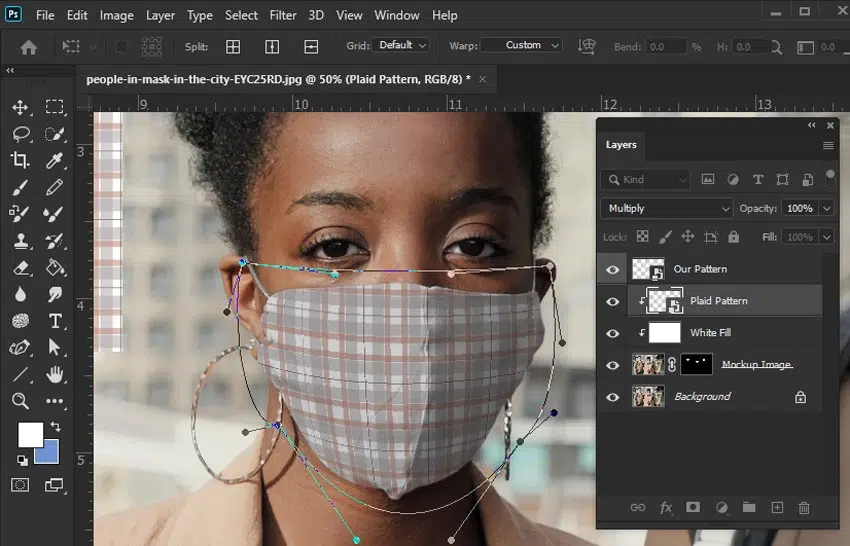 Ps File Edit Image Layer Type Select Filter 3D View Window Help
Split: Grid: Default Warp: Custom Bend: 0.0 % H: 0.0 0.0
people-in-mask-in-the-city-EYC25RD.jpg @ 50% (Plaid Pattern, RGB/8) * ×
9 10 11 12 13
3
4
5
Layers
Kind
Multiply Opacity: 100%
Lock: Fill: 100%
Our Pattern
Plaid Pattern
White Fill
Mockup Image
Background